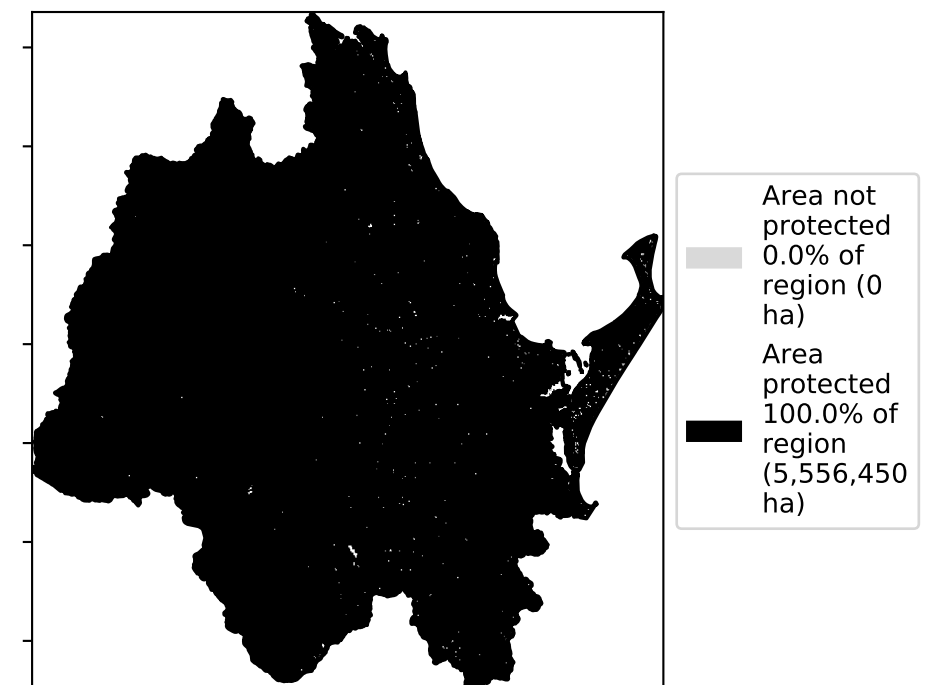 Area not
protected
0.0% of
region (0
ha)
Area
protected
100.0% of
region
(5,556,450
ha)